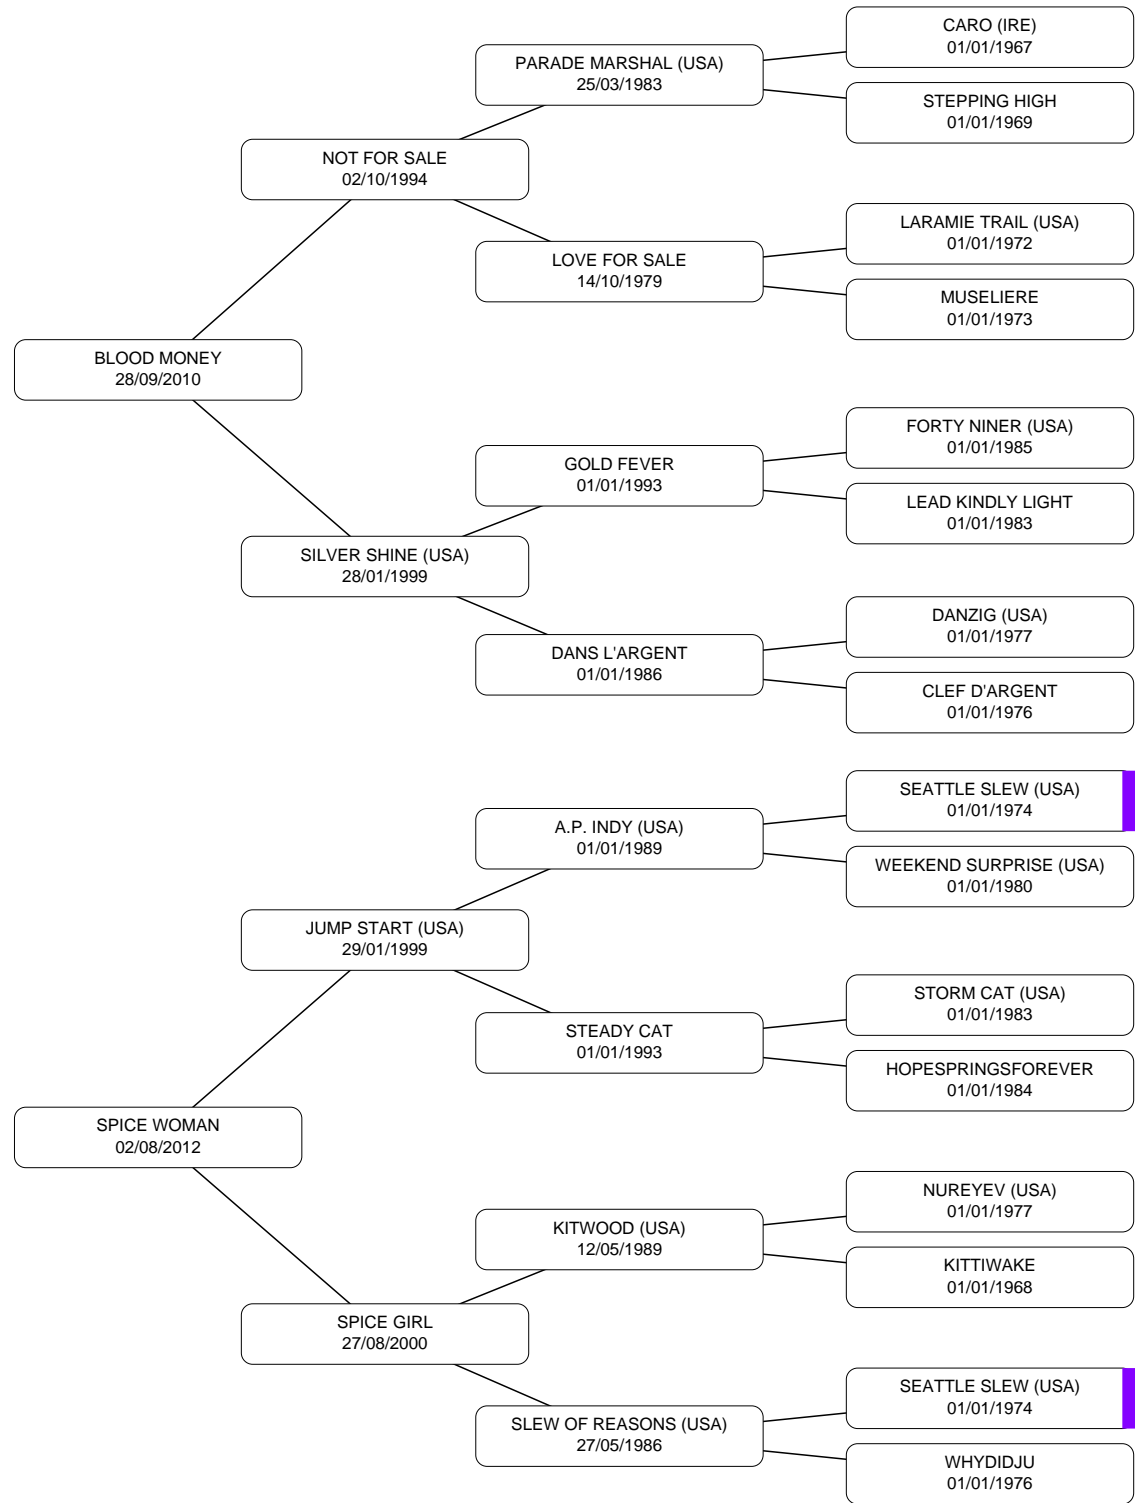 CARO (IRE)
01/01/1967
PARADE MARSHAL (USA)
25/03/1983
STEPPING HIGH
01/01/1969
NOT FOR SALE
02/10/1994
LARAMIE TRAIL (USA)
01/01/1972
LOVE FOR SALE
14/10/1979
MUSELIERE
01/01/1973
BLOOD MONEY
28/09/2010
FORTY NINER (USA)
01/01/1985
GOLD FEVER
01/01/1993
LEAD KINDLY LIGHT
01/01/1983
SILVER SHINE (USA)
28/01/1999
DANZIG (USA)
01/01/1977
DANS L'ARGENT
01/01/1986
CLEF D'ARGENT
01/01/1976
SEATTLE SLEW (USA)
01/01/1974
A.P. INDY (USA)
01/01/1989
WEEKEND SURPRISE (USA)
01/01/1980
JUMP START (USA)
29/01/1999
STORM CAT (USA)
01/01/1983
STEADY CAT
01/01/1993
HOPESPRINGSFOREVER
01/01/1984
SPICE WOMAN
02/08/2012
NUREYEV (USA)
01/01/1977
KITWOOD (USA)
12/05/1989
KITTIWAKE
01/01/1968
SPICE GIRL
27/08/2000
SEATTLE SLEW (USA)
01/01/1974
SLEW OF REASONS (USA)
27/05/1986
WHYDIDJU
01/01/1976